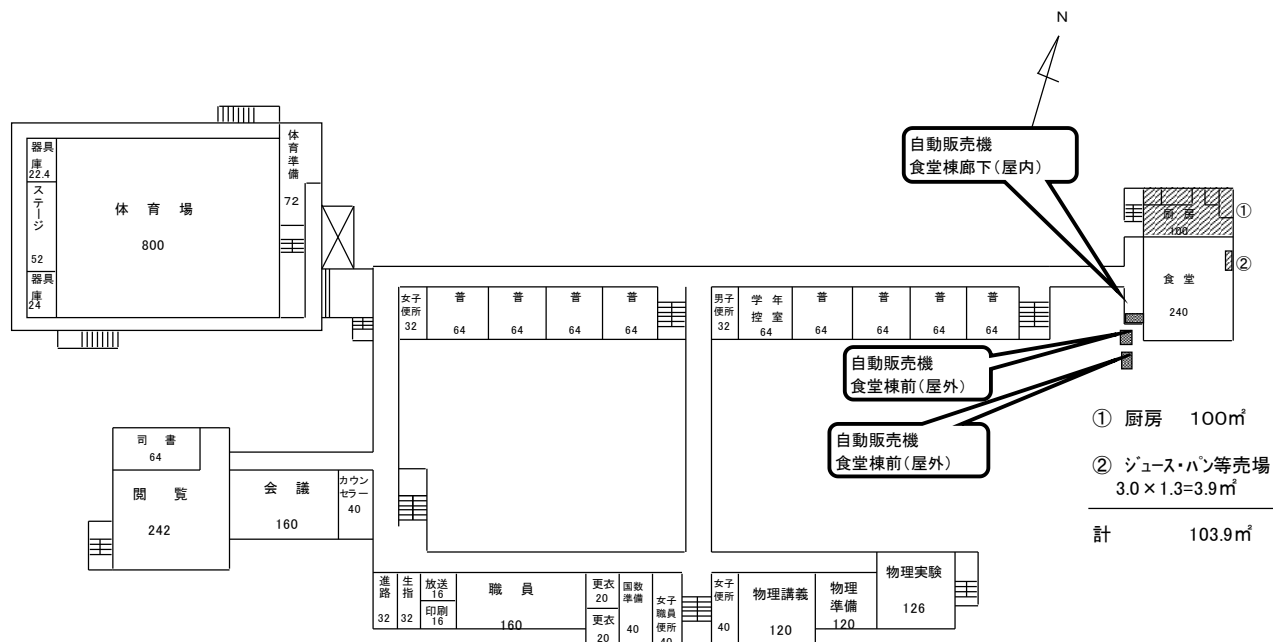 N
自動販売機
食堂棟廊下(屋内)
器具
庫
22.4
ステージ
52
器具
庫
24
体 育 場
800
体育準備
72
厨 房
100
①
②
食 堂
240
女子
便所
32
普
64
普
64
普
64
普
64
男子
便所
32
学 年
控 室
64
普
64
普
64
普
64
普
64
自動販売機
食堂棟前(屋外)
自動販売機
食堂棟前(屋外)
① 厨房 100㎡
② ジュース・パン等売場
3.0×1.3=3.9㎡
計 103.9㎡
司 書
64
閲 覧
242
会 議
160
カウン
セラー
40
進路
32
生指
32
放送
16
印刷
16
職 員
160
更衣
20
更衣
20
国数
準備
40
女子
職員
便所
40
女子
便所
40
物理講義
120
物理
準備
120
物理実験
126